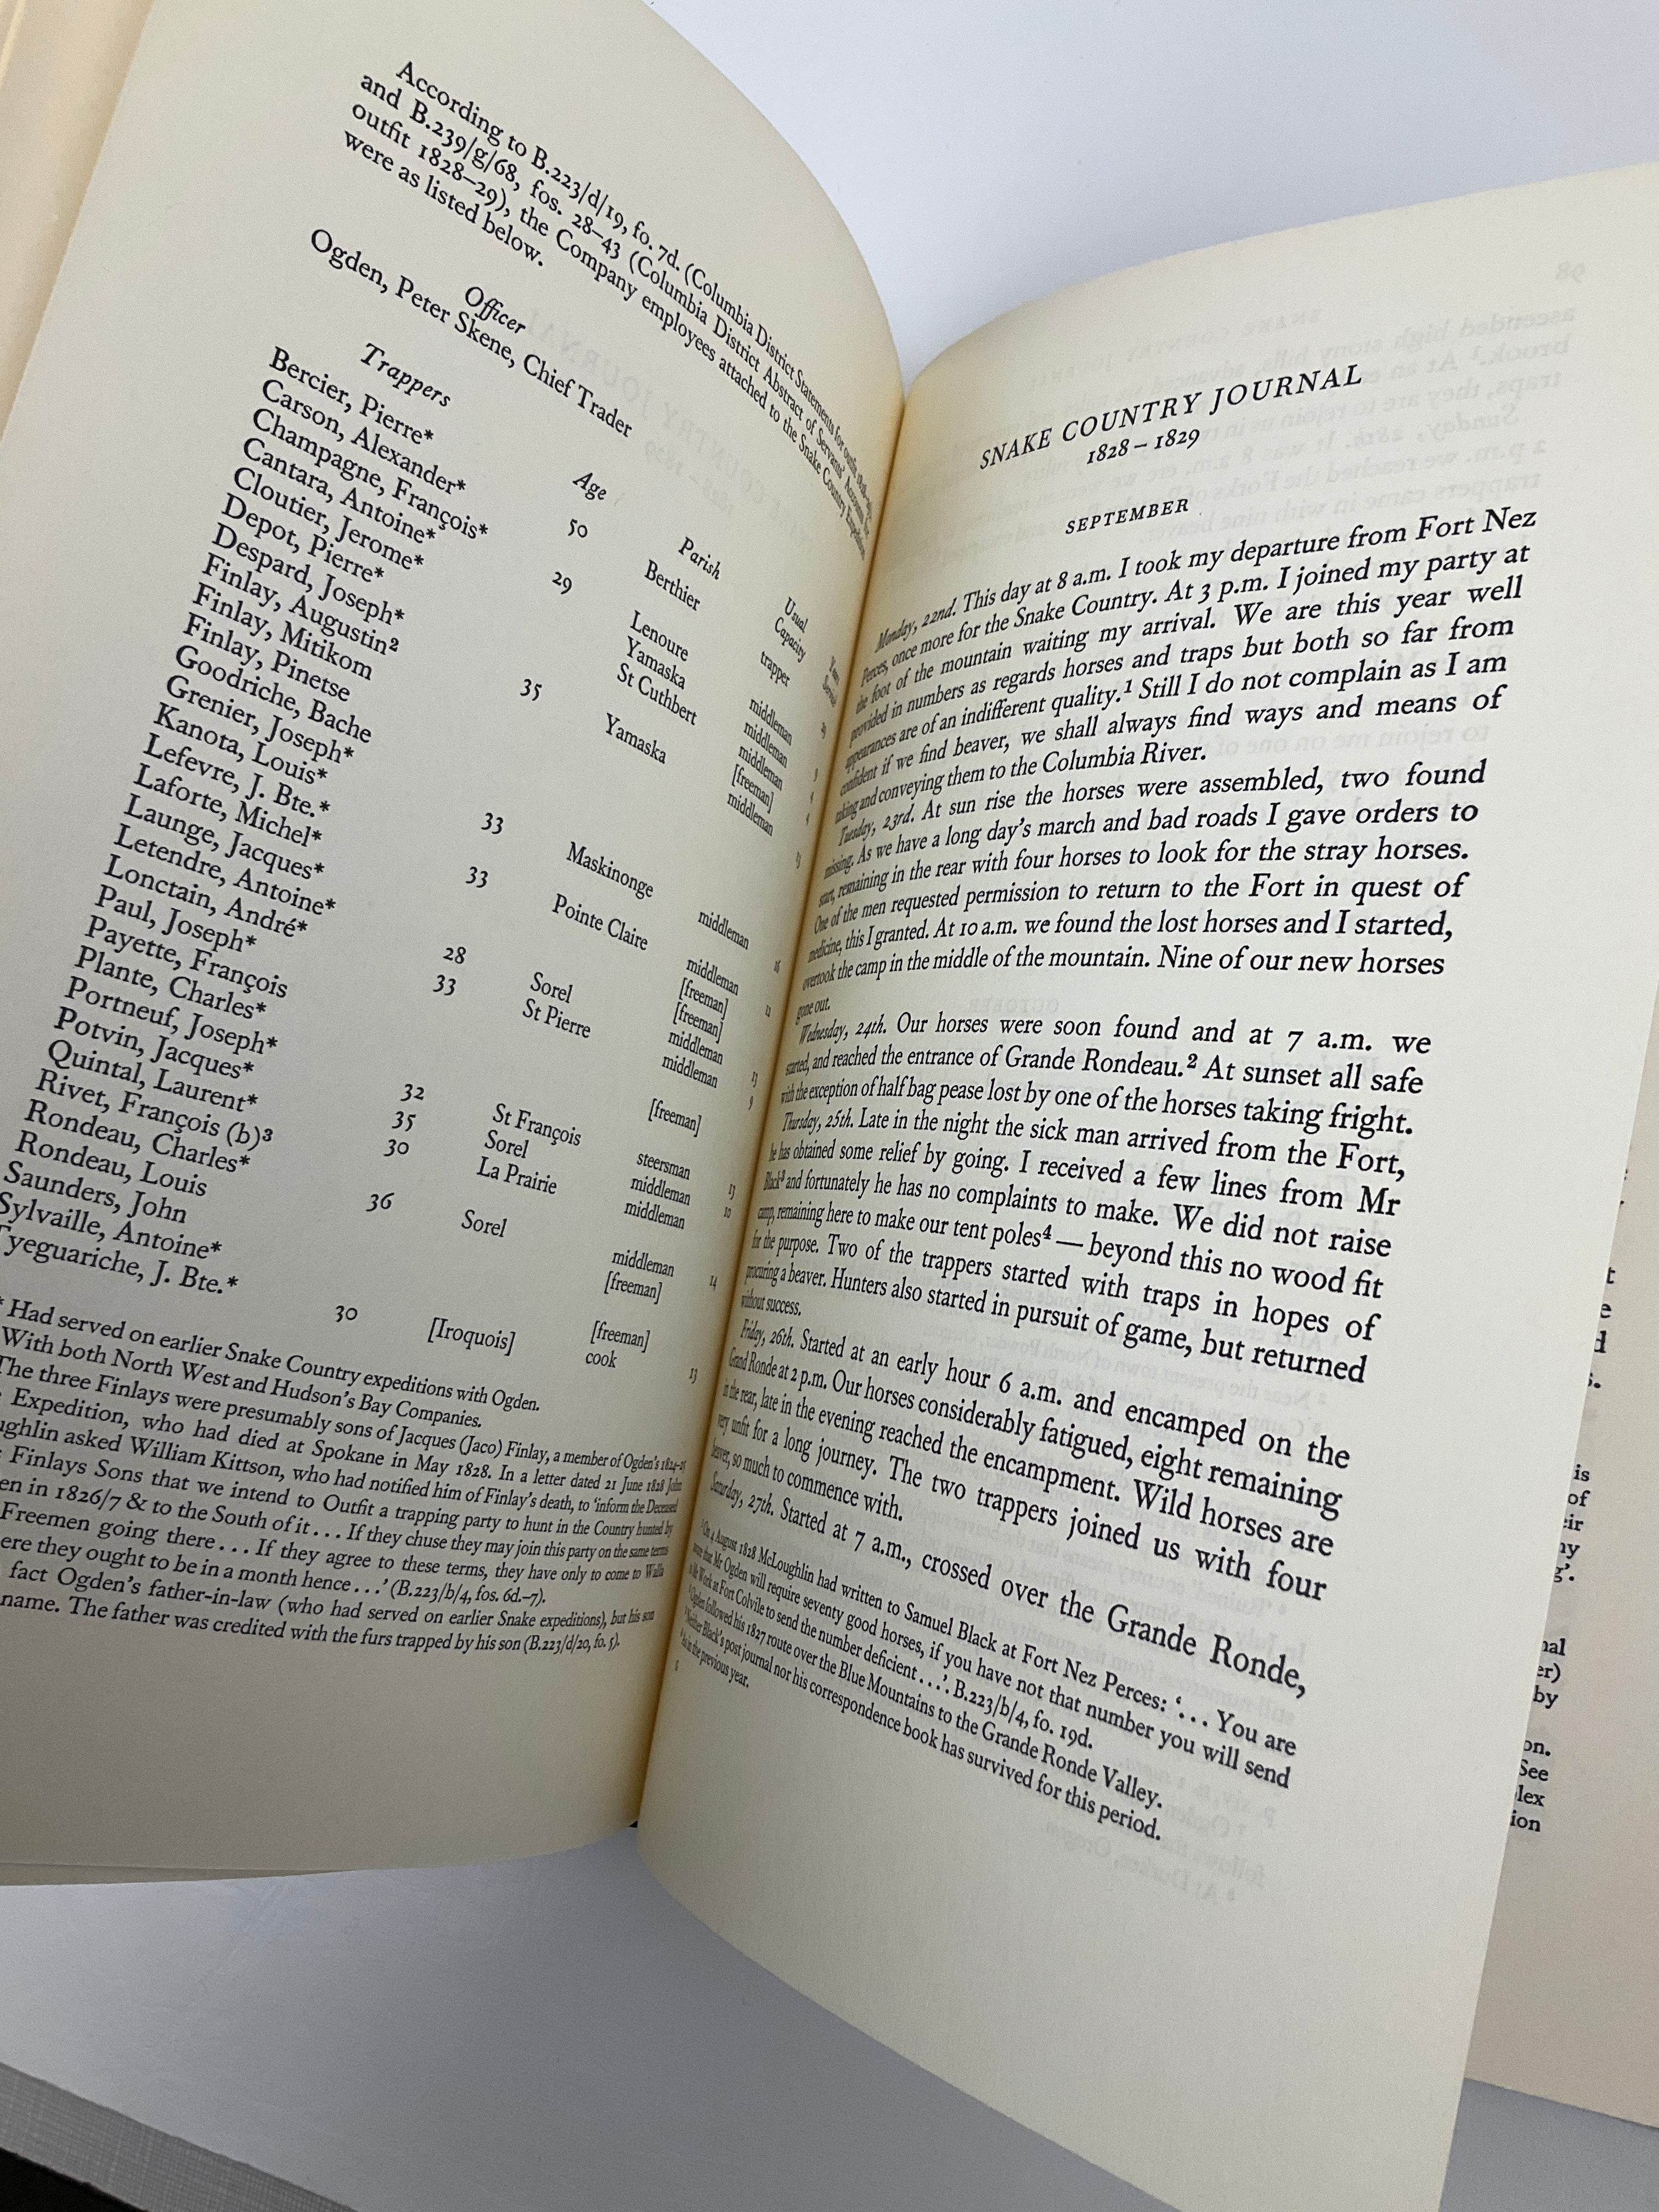 According to B.223/d/19, fo. 7d. (Columbia District Statements for outfit
and B.239/g/68, fos. 28–43 (Columbia District Abstract of Servants' Accounts for
outfit 1828–29), the Company employees attached to the Snake Country Expedition
were as listed below.
Officer
Ogden, Peter Skene, Chief Trader
Trappers Age Parish Usual Capacity
Bercier, Pierre*
Carson, Alexander* 50 Berthier trapper
Champagne, François*
Cantara, Antoine* 29 Lenoure middleman
Cloutier, Jerome* Yamaska middleman
Depot, Pierre* St Cuthbert middleman
Despard, Joseph* [freeman]
Finlay, Augustin² 35 Yamaska middleman
Finlay, Mitikom
Finlay, Pinetse
Goodriche, Bache
Grenier, Joseph* 33 Maskinonge middleman
Kanota, Louis*
Lefevre, J. Bte.* 33 Pointe Claire middleman
Laforte, Michel* [freeman]
Launge, Jacques* [freeman]
Letendre, Antoine* 28 Sorel middleman
Lonctain, André* 33 St Pierre middleman
Paul, Joseph*
Payette, François [freeman]
Plante, Charles*
Portneuf, Joseph* 32 St François steersman
Potvin, Jacques* 35 Sorel middleman
Quintal, Laurent* 30 La Prairie middleman
Rivet, François (b)³
Rondeau, Charles* 36 Sorel middleman
Rondeau, Louis [freeman]
Saunders, John
Sylvaille, Antoine* [freeman]
Tyeguariche, J. Bte.* 30 [Iroquois] cook 13
* Had served on earlier Snake Country expeditions with Ogden.
With both North West and Hudson's Bay Companies.
The three Finlays were presumably sons of Jacques (Jaco) Finlay, a member of Ogden's 1824–25
Expedition, who had died at Spokane in May 1828. In a letter dated 21 June 1828 John
ughlin asked William Kittson, who had notified him of Finlay's death, to 'inform the Deceased
Finlays Sons that we intend to Outfit a trapping party to hunt in the Country hunted by
en in 1826/7 & to the South of it . . . If they chuse they may join this party on the same terms
Freemen going there . . . If they agree to these terms, they have only to come to Walla
ere they ought to be in a month hence . . .' (B.223/b/4, fos. 6d.–7).
fact Ogden's father-in-law (who had served on earlier Snake expeditions), but his son
name. The father was credited with the furs trapped by his son (B.223/d/20, fo. 5).
SNAKE COUNTRY JOURNAL
1828 – 1829
SEPTEMBER
Monday, 22nd. This day at 8 a.m. I took my departure from Fort Nez
Perces, once more for the Snake Country. At 3 p.m. I joined my party at
the foot of the mountain waiting my arrival. We are this year well
provided in numbers as regards horses and traps but both so far from
appearances are of an indifferent quality.¹ Still I do not complain as I am
confident if we find beaver, we shall always find ways and means of
taking and conveying them to the Columbia River.
Tuesday, 23rd. At sun rise the horses were assembled, two found
missing. As we have a long day's march and bad roads I gave orders to
start, remaining in the rear with four horses to look for the stray horses.
One of the men requested permission to return to the Fort in quest of
medicine, this I granted. At 10 a.m. we found the lost horses and I started,
overtook the camp in the middle of the mountain. Nine of our new horses
gone out.
Wednesday, 24th. Our horses were soon found and at 7 a.m. we
started, and reached the entrance of Grande Rondeau.² At sunset all safe
with the exception of half bag pease lost by one of the horses taking fright.
Thursday, 25th. Late in the night the sick man arrived from the Fort,
he has obtained some relief by going. I received a few lines from Mr
Black³ and fortunately he has no complaints to make. We did not raise
camp, remaining here to make our tent poles⁴ — beyond this no wood fit
for the purpose. Two of the trappers started with traps in hopes of
procuring a beaver. Hunters also started in pursuit of game, but returned
without success.
Friday, 26th. Started at an early hour 6 a.m. and encamped on the
Grand Ronde at 2 p.m. Our horses considerably fatigued, eight remaining
in the rear, late in the evening reached the encampment. Wild horses are
very unfit for a long journey. The two trappers joined us with four
beaver, so much to commence with.
Saturday, 27th. Started at 7 a.m., crossed over the Grande Ronde,
¹ On 4 August 1828 McLoughlin had written to Samuel Black at Fort Nez Perces: '. . . You are
aware that Mr Ogden will require seventy good horses, if you have not that number you will send
to Mr Work at Fort Colvile to send the number deficient . . .'. B.223/b/4, fo. 19d.
² Ogden followed his 1827 route over the Blue Mountains to the Grande Ronde Valley.
³ Neither Black's post journal nor his correspondence book has survived for this period.
⁴ As in the previous year.